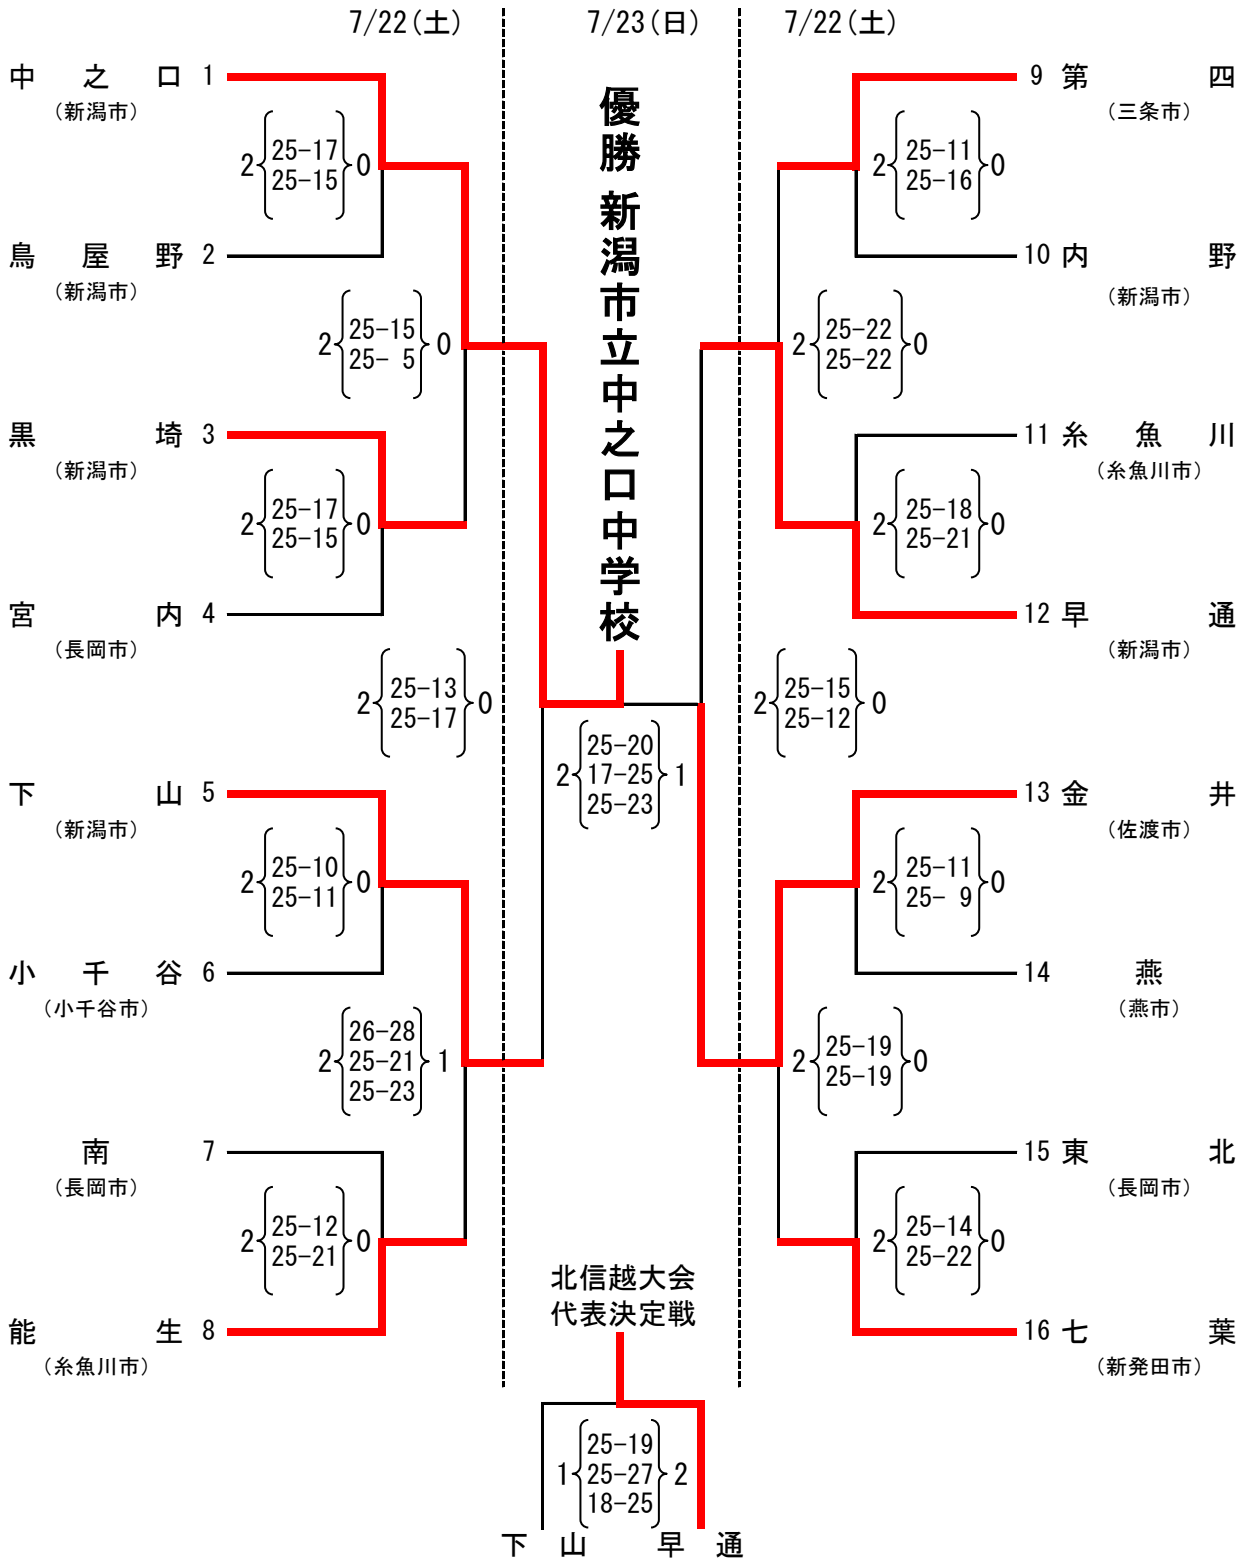 7/22(土)
7/23(日)
7/22(土)
優勝 新潟市立中之口中学校
中之口 1
(新潟市)
2 25-17 0
25-15
鳥屋野 2
(新潟市)
2 25-15 0
25- 5
黒埼 3
(新潟市)
2 25-17 0
25-15
宮内 4
(長岡市)
2 25-13 0
25-17
下山 5
(新潟市)
2 25-10 0
25-11
小千谷 6
(小千谷市)
26-28
2 25-21 1
25-23
南 7
(長岡市)
2 25-12 0
25-21
能生 8
(糸魚川市)
25-20
2 17-25 1
25-23
9 第四
(三条市)
2 25-11 0
25-16
10 内野
(新潟市)
2 25-22 0
25-22
11 糸魚川
(糸魚川市)
2 25-18 0
25-21
12 早通
(新潟市)
2 25-15 0
25-12
13 金井
(佐渡市)
2 25-11 0
25- 9
14 燕
(燕市)
2 25-19 0
25-19
15 東北
(長岡市)
2 25-14 0
25-22
16 七葉
(新発田市)
北信越大会
代表決定戦
25-19
1 25-27 2
18-25
下山 早通